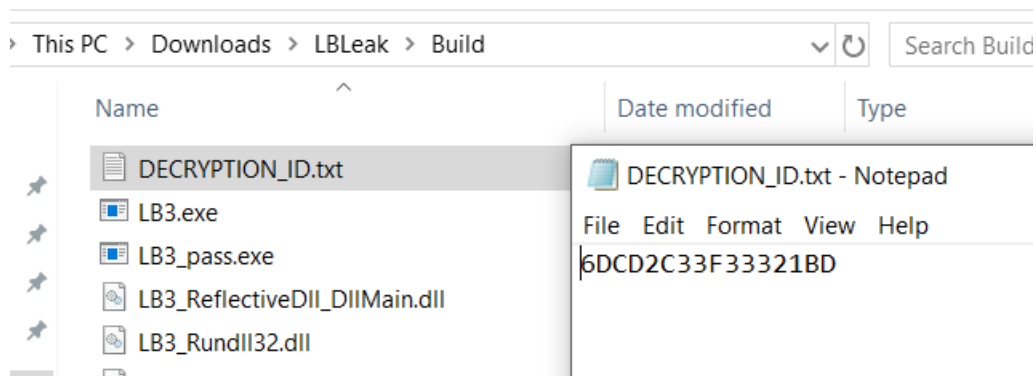 This PC > Downloads > LBLeak > Build
Search Build
Name Date modified Type
DECRYPTION_ID.txt
LB3.exe
LB3_pass.exe
LB3_ReflectiveDll_DllMain.dll
LB3_Rundll32.dll
DECRYPTION_ID.txt - Notepad
File Edit Format View Help
6DCD2C33F33321BD